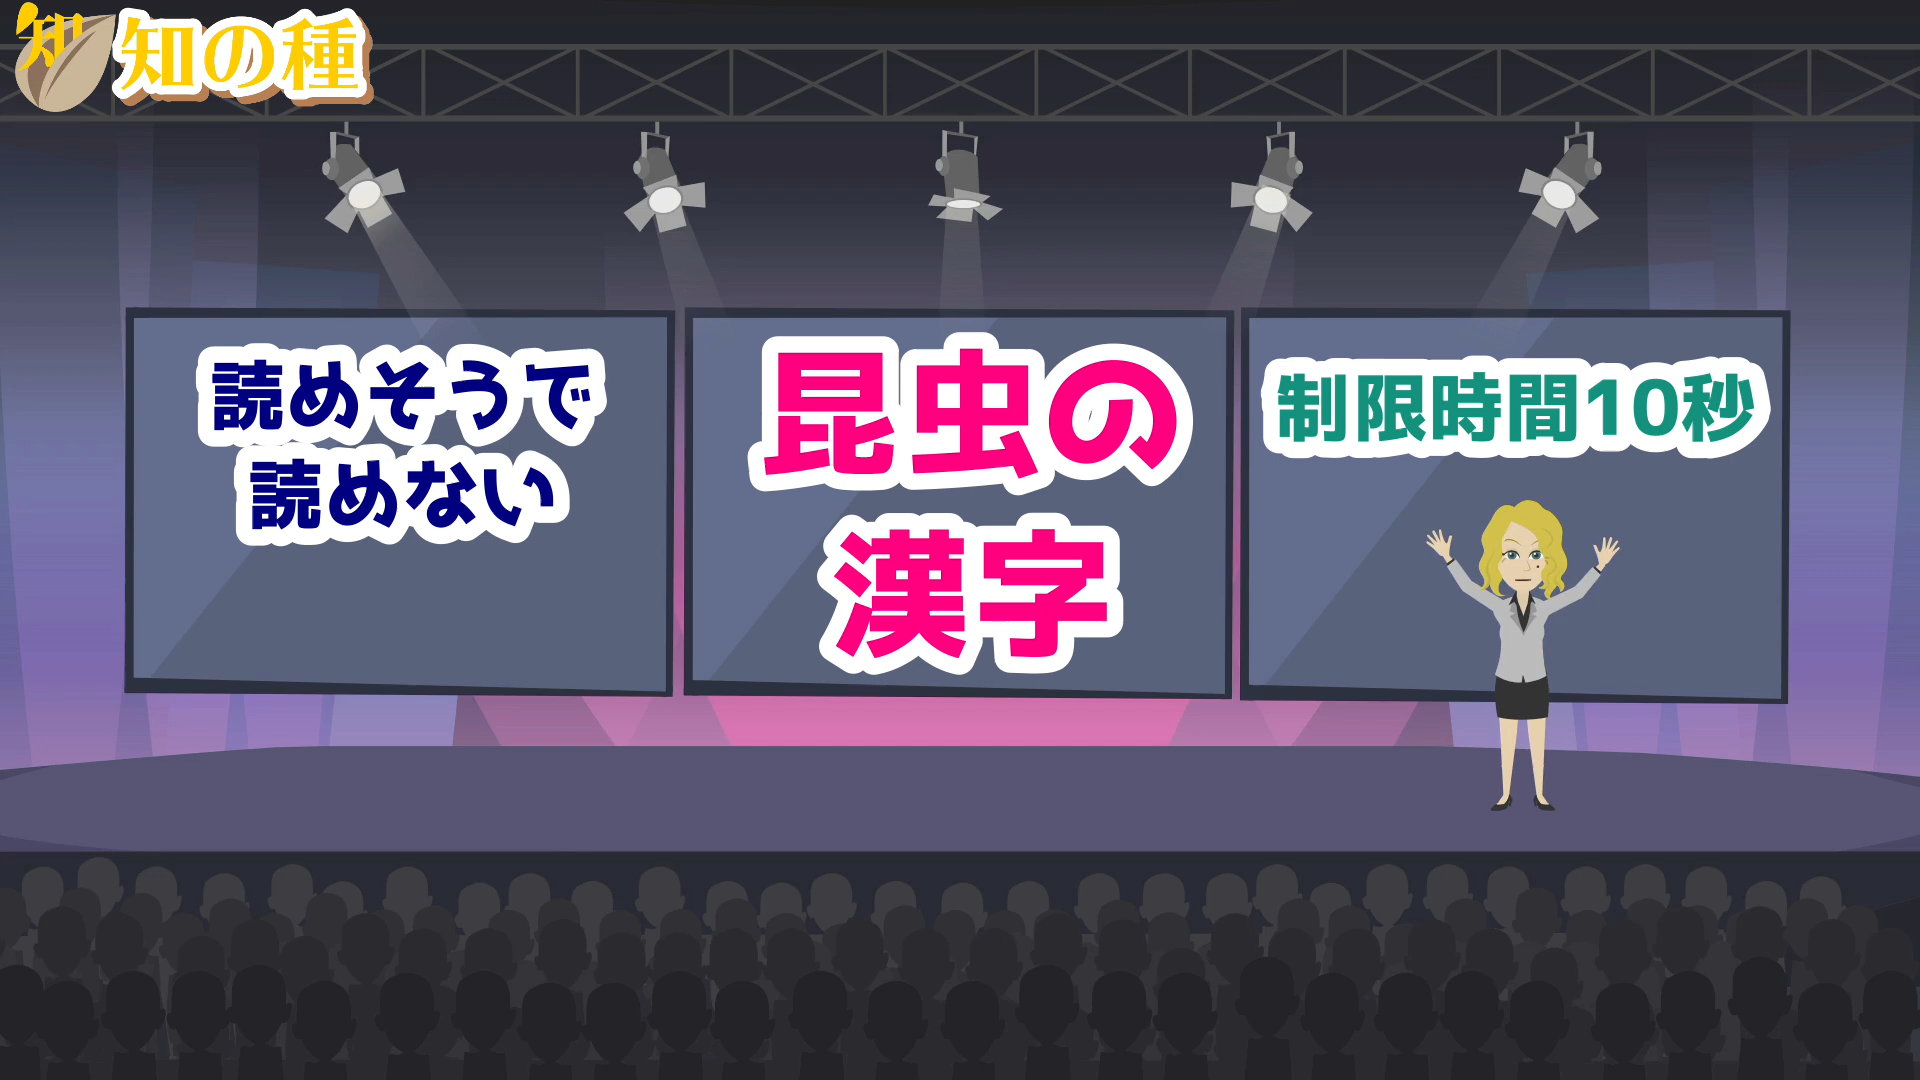 知 知の種
読めそうで
読めない
昆虫の
漢字
制限時間10秒